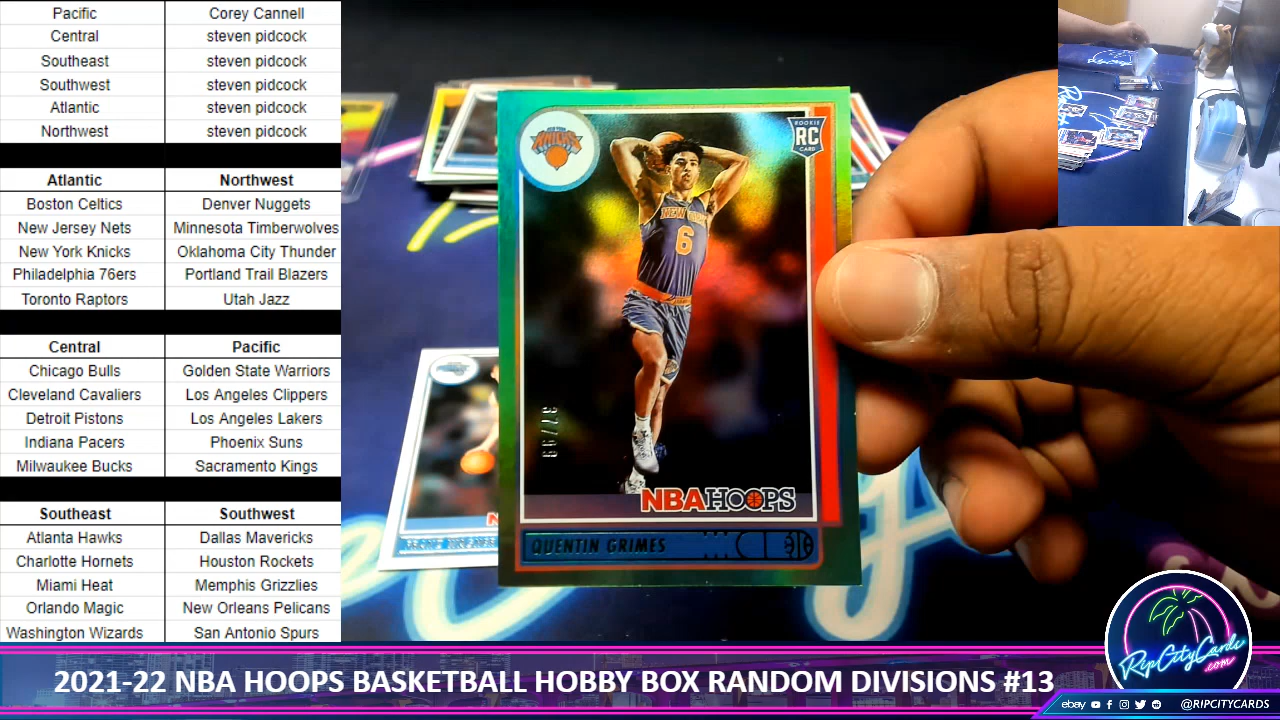 Pacific Corey Cannell
Central steven pidcock
Southeast steven pidcock
Southwest steven pidcock
Atlantic steven pidcock
Northwest steven pidcock
Atlantic Northwest
Boston Celtics Denver Nuggets
New Jersey Nets Minnesota Timberwolves
New York Knicks Oklahoma City Thunder
Philadelphia 76ers Portland Trail Blazers
Toronto Raptors Utah Jazz
Central Pacific
Chicago Bulls Golden State Warriors
Cleveland Cavaliers Los Angeles Clippers
Detroit Pistons Los Angeles Lakers
Indiana Pacers Phoenix Suns
Milwaukee Bucks Sacramento Kings
Southeast Southwest
Atlanta Hawks Dallas Mavericks
Charlotte Hornets Houston Rockets
Miami Heat Memphis Grizzlies
Orlando Magic New Orleans Pelicans
Washington Wizards San Antonio Spurs
KNICKS
ROOKIE
RC
CARD
NEW YORK
6
37/99
NBA HOOPS
QUENTIN GRIMES
RipCityCards
.com
2021-22 NBA HOOPS BASKETBALL HOBBY BOX RANDOM DIVISIONS #13
ebay @RIPCITYCARDS